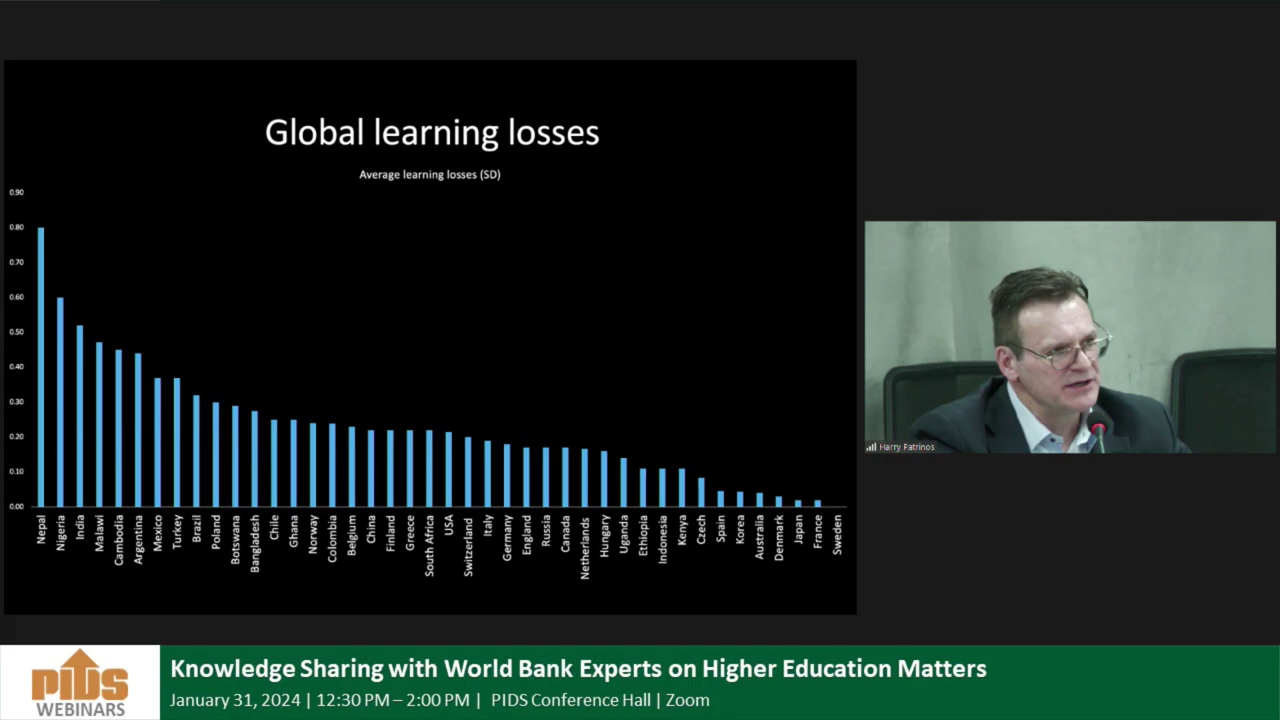 Global learning losses
Average learning losses (SD)
0.90
0.80
0.70
0.60
0.50
0.40
0.30
0.20
0.10
0.00
Nepal
Nigeria
India
Malawi
Cambodia
Argentina
Mexico
Turkey
Brazil
Poland
Botswana
Bangladesh
Chile
Ghana
Norway
Colombia
Belgium
China
Finland
Greece
South Africa
USA
Switzerland
Italy
Germany
England
Russia
Canada
Netherlands
Hungary
Uganda
Ethiopia
Indonesia
Kenya
Czech
Spain
Korea
Australia
Denmark
Japan
France
Sweden
Harry Patrinos
PIDS
WEBINARS
Knowledge Sharing with World Bank Experts on Higher Education Matters
January 31, 2024 | 12:30 PM – 2:00 PM | PIDS Conference Hall | Zoom